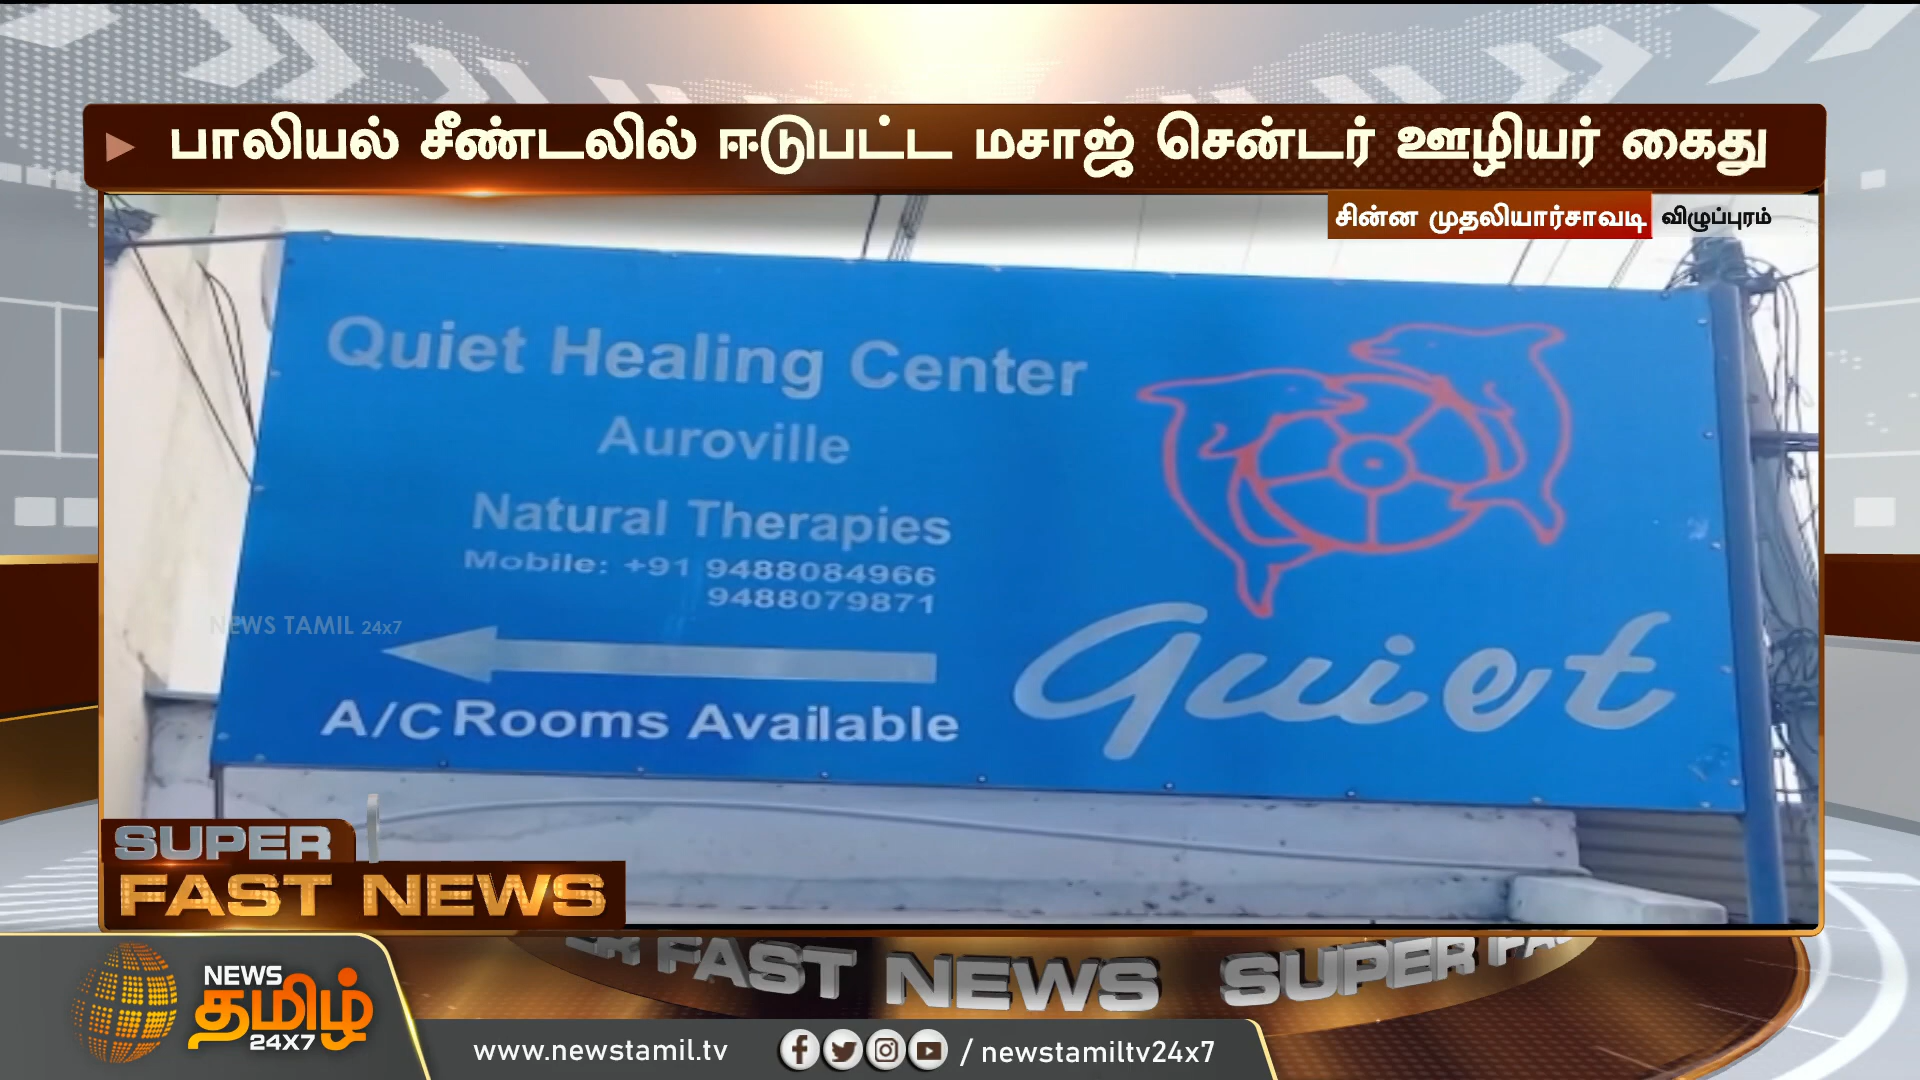 பாலியல் சீண்டலில் ஈடுபட்ட மசாஜ் சென்டர் ஊழியர் கைது
சின்ன முதலியார்சாவடி விழுப்புரம்
Quiet Healing Center
Auroville
Natural Therapies
Mobile: +91 9488084966
9488079871
NEWS TAMIL 24x7
A/C Rooms Available
Quiet
SUPER
FAST NEWS
FAST NEWS SUPER
NEWS
தமிழ்
24X7
www.newstamil.tv
/ newstamiltv24x7